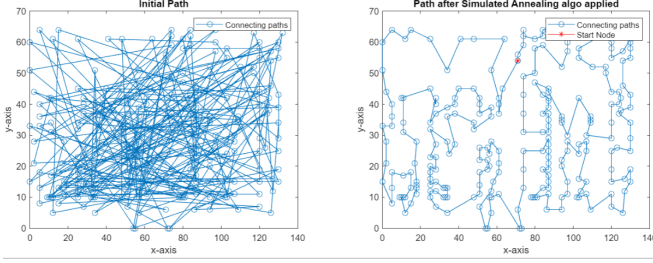 Initial Path
Connecting paths
70
60
50
40
30
20
10
0
y-axis
0 20 40 60 80 100 120 140
x-axis
Path after Simulated Annealing algo applied
Connecting paths
Start Node
70
60
50
40
30
20
10
0
y-axis
0 20 40 60 80 100 120 140
x-axis